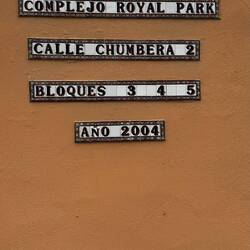 COMPLEJO ROYAL PARK
CALLE CHUMBERA 2
BLOQUES 3 4 5
AÑO 2004